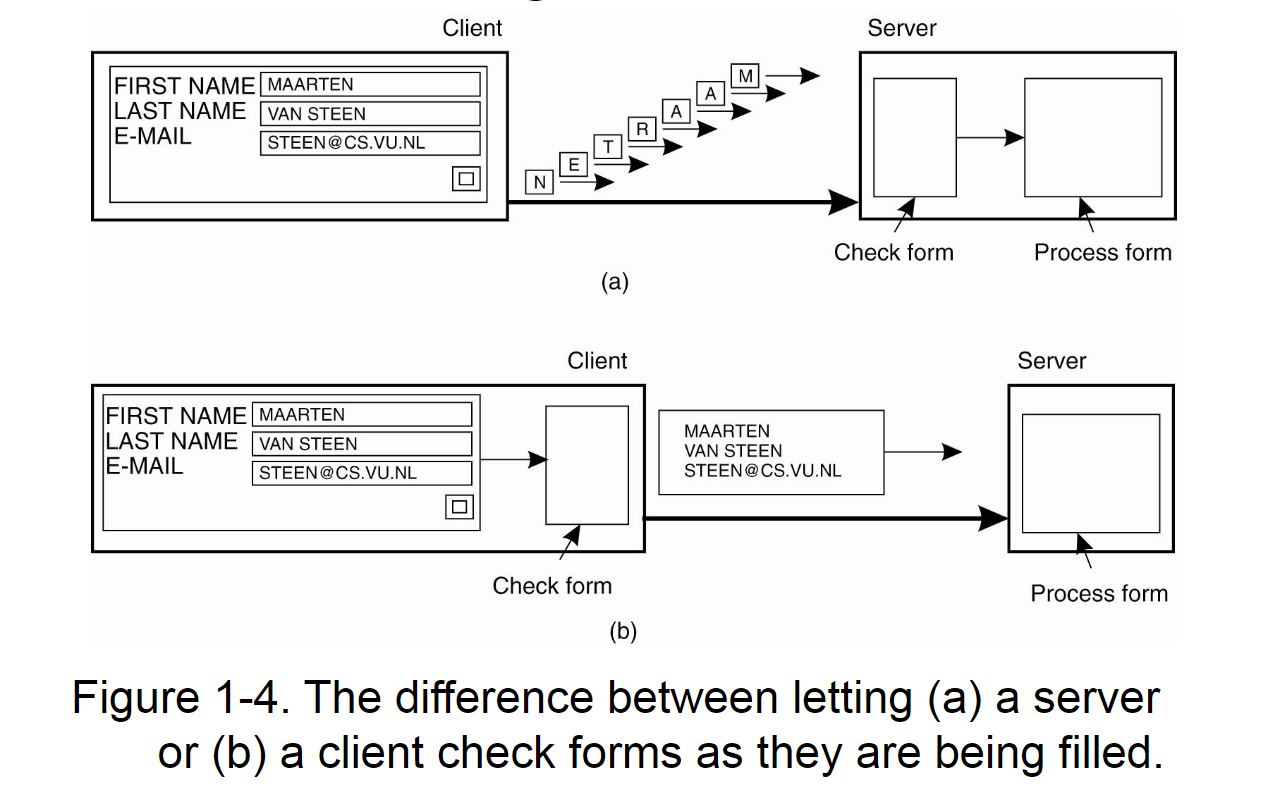 Client
Server
FIRST NAME MAARTEN
LAST NAME VAN STEEN
E-MAIL STEEN@CS.VU.NL
M
A
A
R
T
E
N
Check form
Process form
(a)
Client
Server
FIRST NAME MAARTEN
LAST NAME VAN STEEN
E-MAIL STEEN@CS.VU.NL
MAARTEN
VAN STEEN
STEEN@CS.VU.NL
Check form
Process form
(b)
Figure 1-4. The difference between letting (a) a server
or (b) a client check forms as they are being filled.